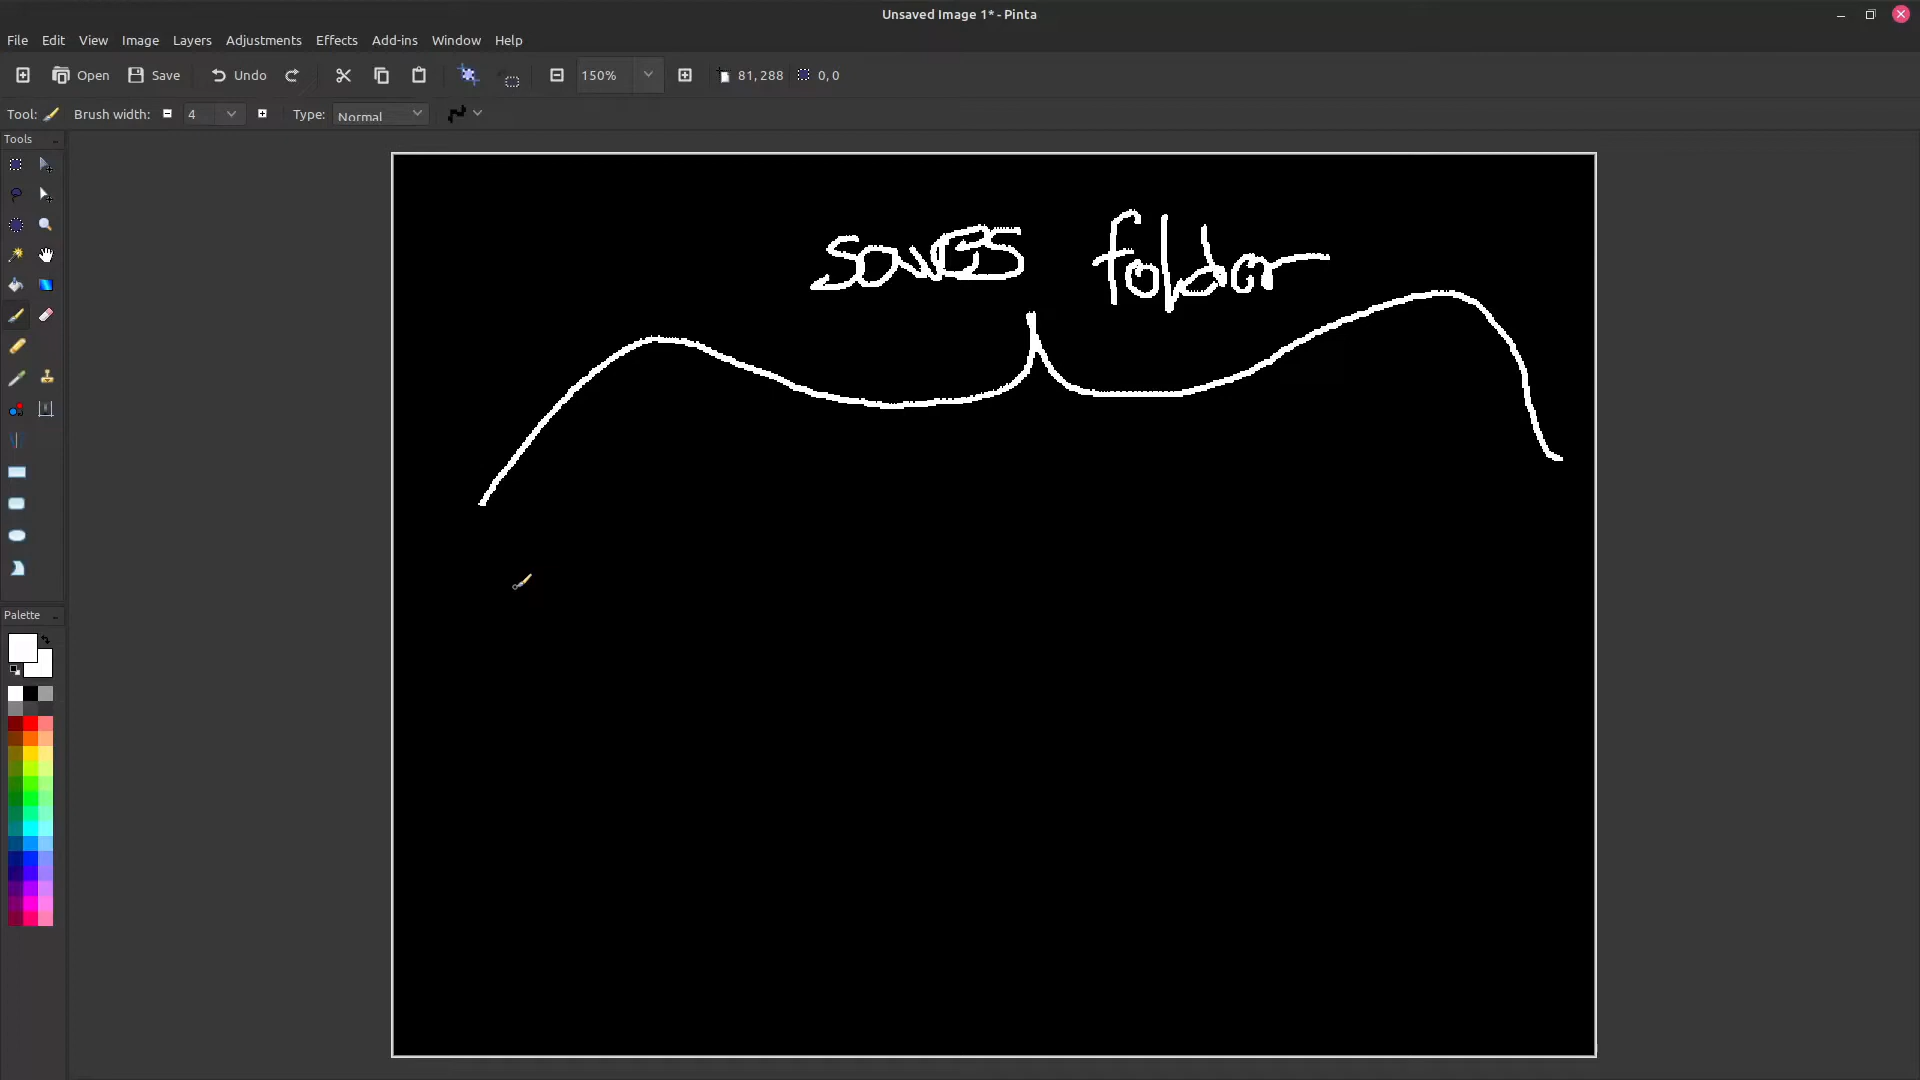 Unsaved Image 1* - Pinta
File Edit View Image Layers Adjustments Effects Add-ins Window Help
Open Save Undo 150% 81, 288 0, 0
Tool: Brush width: 4 Type: Normal
Tools
saves folder
Palette